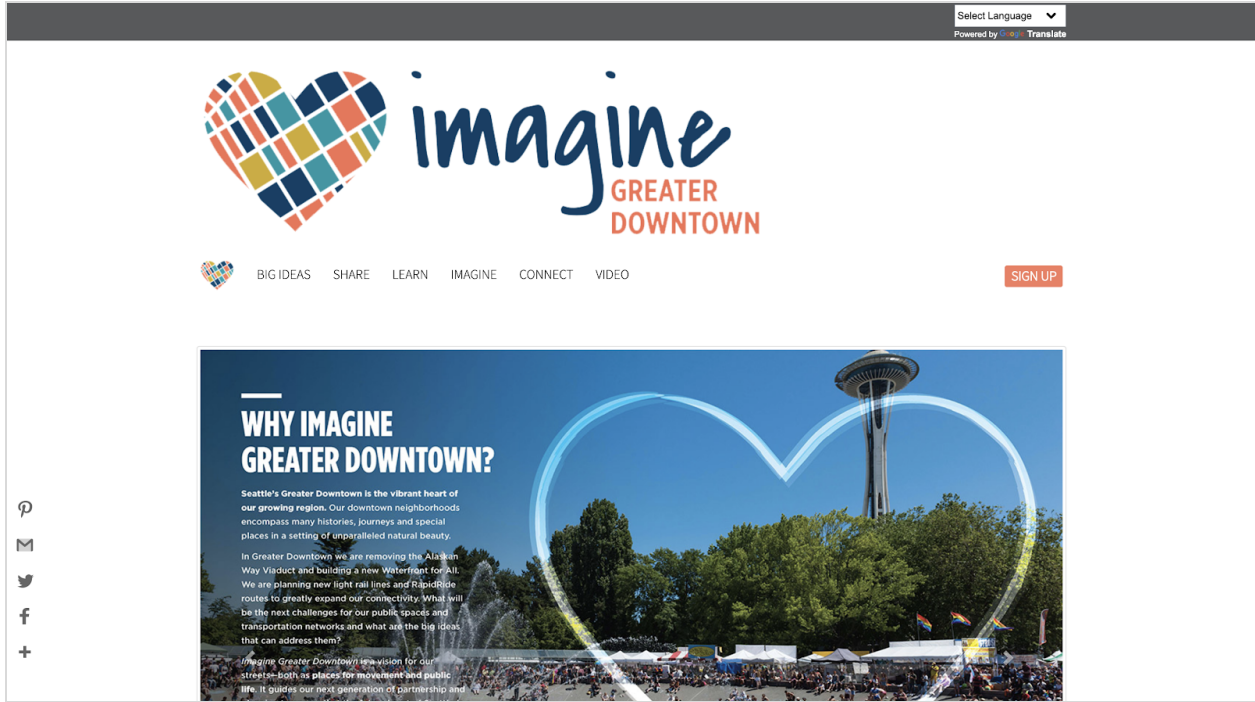 Select Language
Powered by Google Translate
imagine
GREATER
DOWNTOWN
BIG IDEAS SHARE LEARN IMAGINE CONNECT VIDEO
SIGN UP
WHY IMAGINE
GREATER DOWNTOWN?
Seattle's Greater Downtown is the vibrant heart of
our growing region. Our downtown neighborhoods
encompass many histories, journeys and special
places in a setting of unparalleled natural beauty.
In Greater Downtown we are removing the Alaskan
Way Viaduct and building a new Waterfront for All.
We are planning new light rail lines and RapidRide
routes to greatly expand our connectivity. What will
be the next challenges for our public spaces and
transportation networks and what are the big ideas
that can address them?
Imagine Greater Downtown is a vision for our
streets—both as places for movement and public
life. It guides our next generation of partnership and